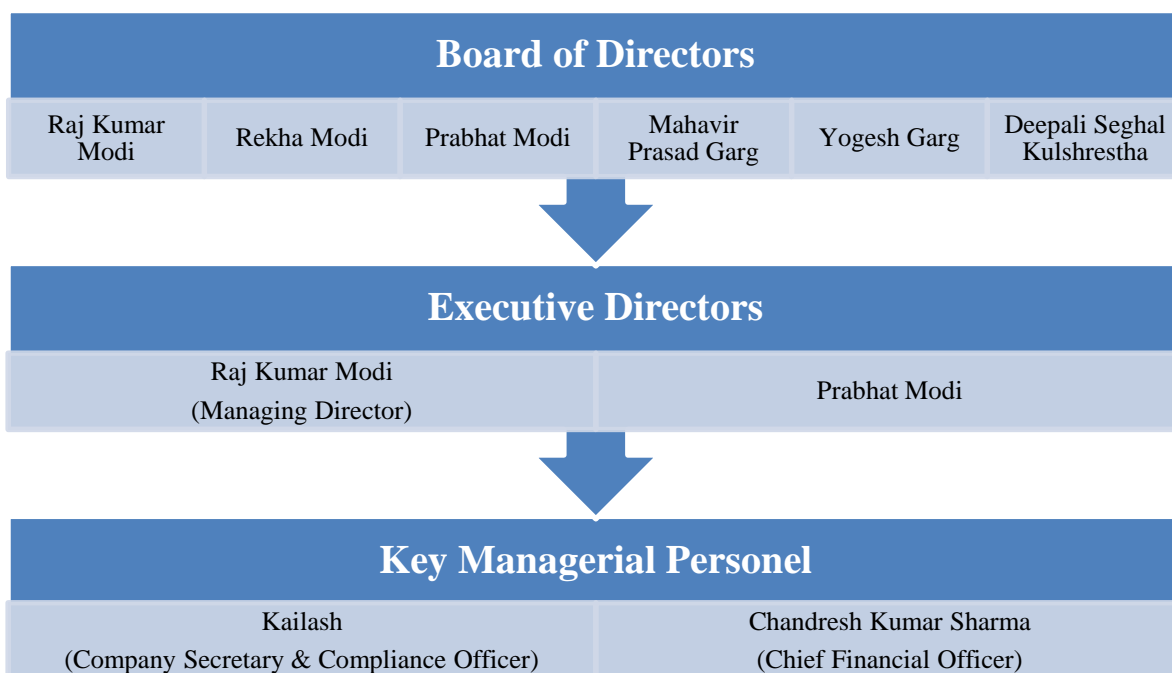 Board of Directors
Raj Kumar
Modi
Rekha Modi
Prabhat Modi
Mahavir
Prasad Garg
Yogesh Garg
Deepali Seghal
Kulshrestha
Executive Directors
Raj Kumar Modi
(Managing Director)
Prabhat Modi
Key Managerial Personel
Kailash
(Company Secretary & Compliance Officer)
Chandresh Kumar Sharma
(Chief Financial Officer)